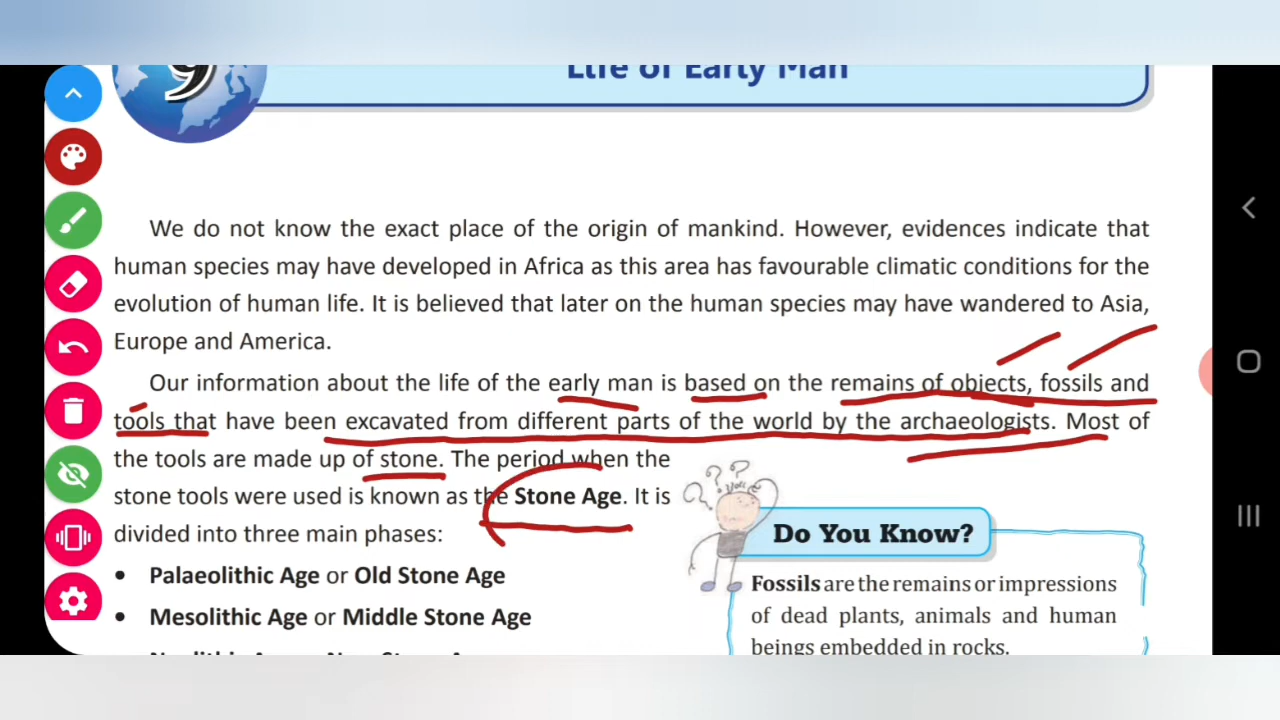 9
Life of Early Man
We do not know the exact place of the origin of mankind. However, evidences indicate that
human species may have developed in Africa as this area has favourable climatic conditions for the
evolution of human life. It is believed that later on the human species may have wandered to Asia,
Europe and America.
Our information about the life of the early man is based on the remains of objects, fossils and
tools that have been excavated from different parts of the world by the archaeologists. Most of
the tools are made up of stone. The period when the
stone tools were used is known as the Stone Age. It is
divided into three main phases:
• Palaeolithic Age or Old Stone Age
• Mesolithic Age or Middle Stone Age
???
Do You Know?
Fossils are the remains or impressions
of dead plants, animals and human
beings embedded in rocks.